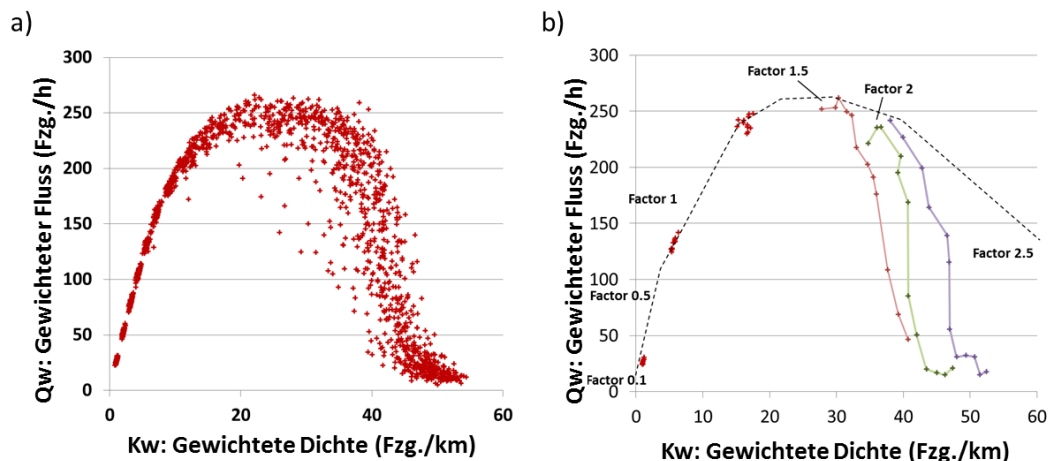 a)
Qw: Gewichteter Fluss (Fzg./h)
300
250
200
150
100
50
0
0 20 40 60
Kw: Gewichtete Dichte (Fzg./km)
b)
Qw: Gewichteter Fluss (Fzg./h)
300
250
200
150
100
50
0
Factor 1.5
Factor 2
Factor 1
Factor 2.5
Factor 0.5
Factor 0.1
0 10 20 30 40 50 60
Kw: Gewichtete Dichte (Fzg./km)